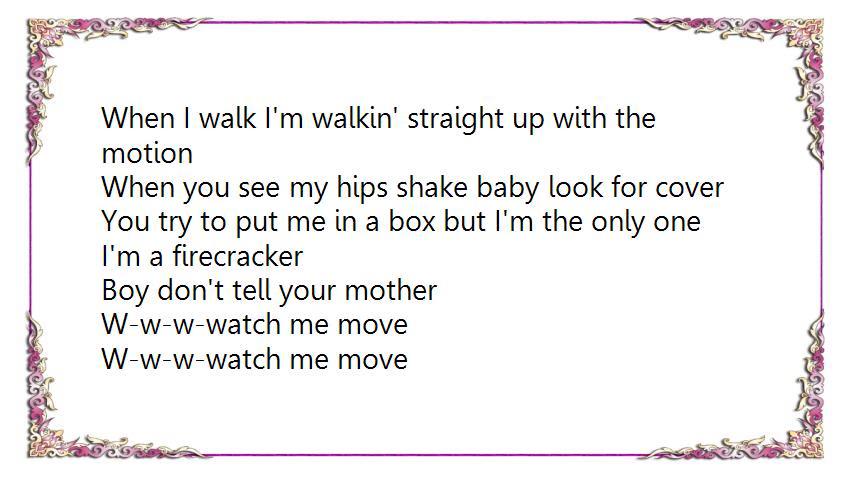 When I walk I'm walkin' straight up with the
motion
When you see my hips shake baby look for cover
You try to put me in a box but I'm the only one
I'm a firecracker
Boy don't tell your mother
W-w-w-watch me move
W-w-w-watch me move